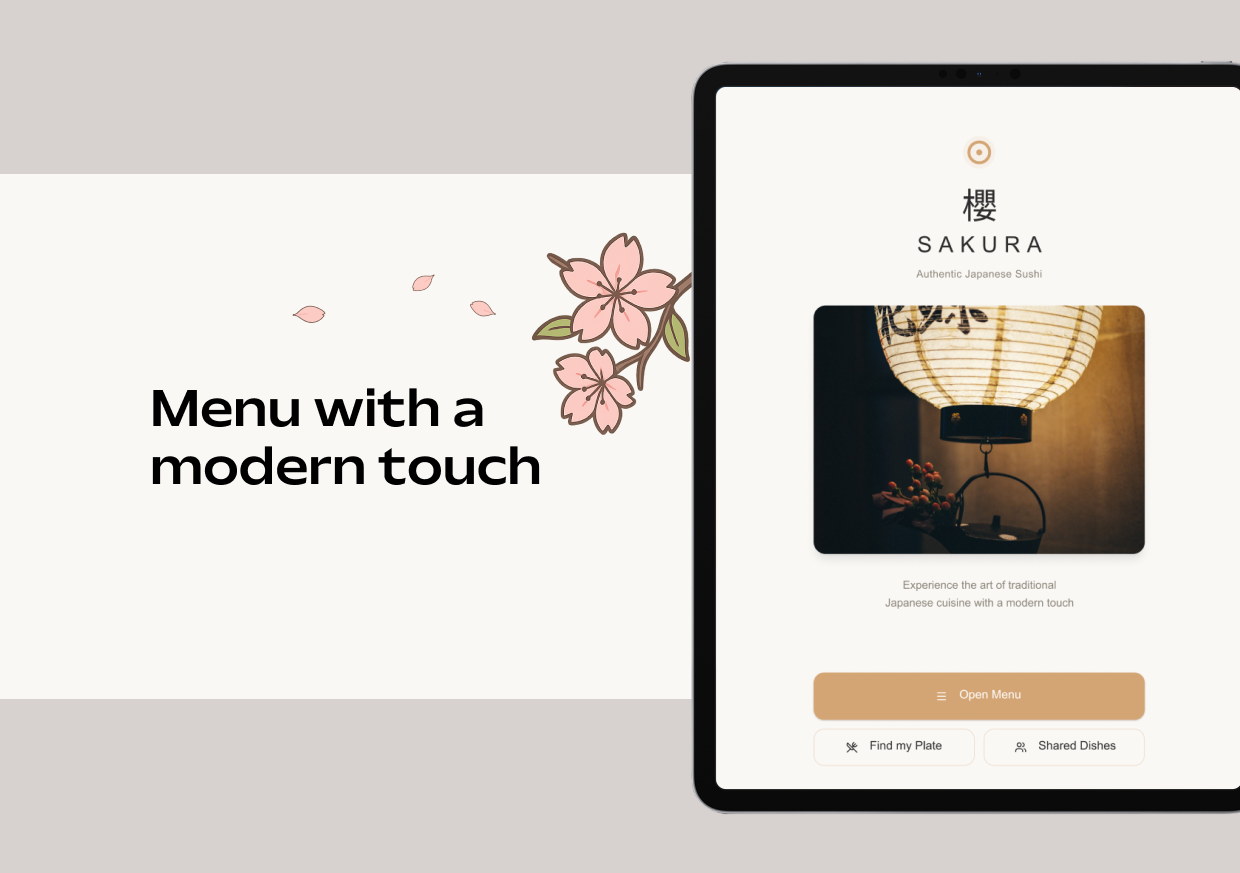 Menu with a
modern touch
櫻
SAKURA
Authentic Japanese Sushi
Experience the art of traditional
Japanese cuisine with a modern touch
Open Menu
Find my Plate
Shared Dishes